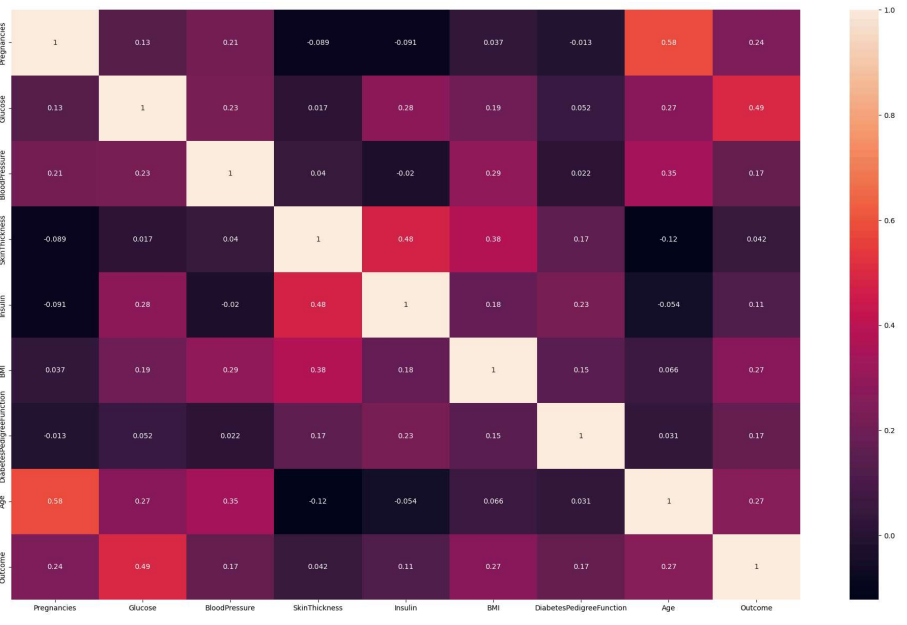 Pregnancies 1 0.13 0.21 -0.089 -0.091 0.037 -0.013 0.58 0.24
Glucose 0.13 1 0.23 0.017 0.28 0.19 0.052 0.27 0.49
BloodPressure 0.21 0.23 1 0.04 -0.02 0.29 0.022 0.35 0.17
SkinThickness -0.089 0.017 0.04 1 0.48 0.38 0.17 -0.12 0.042
Insulin -0.091 0.28 -0.02 0.48 1 0.18 0.23 -0.054 0.11
BMI 0.037 0.19 0.29 0.38 0.18 1 0.15 0.066 0.27
DiabetesPedigreeFunction -0.013 0.052 0.022 0.17 0.23 0.15 1 0.031 0.17
Age 0.58 0.27 0.35 -0.12 -0.054 0.066 0.031 1 0.27
Outcome 0.24 0.49 0.17 0.042 0.11 0.27 0.17 0.27 1
Pregnancies Glucose BloodPressure SkinThickness Insulin BMI DiabetesPedigreeFunction Age Outcome
1.0
0.8
0.6
0.4
0.2
0.0